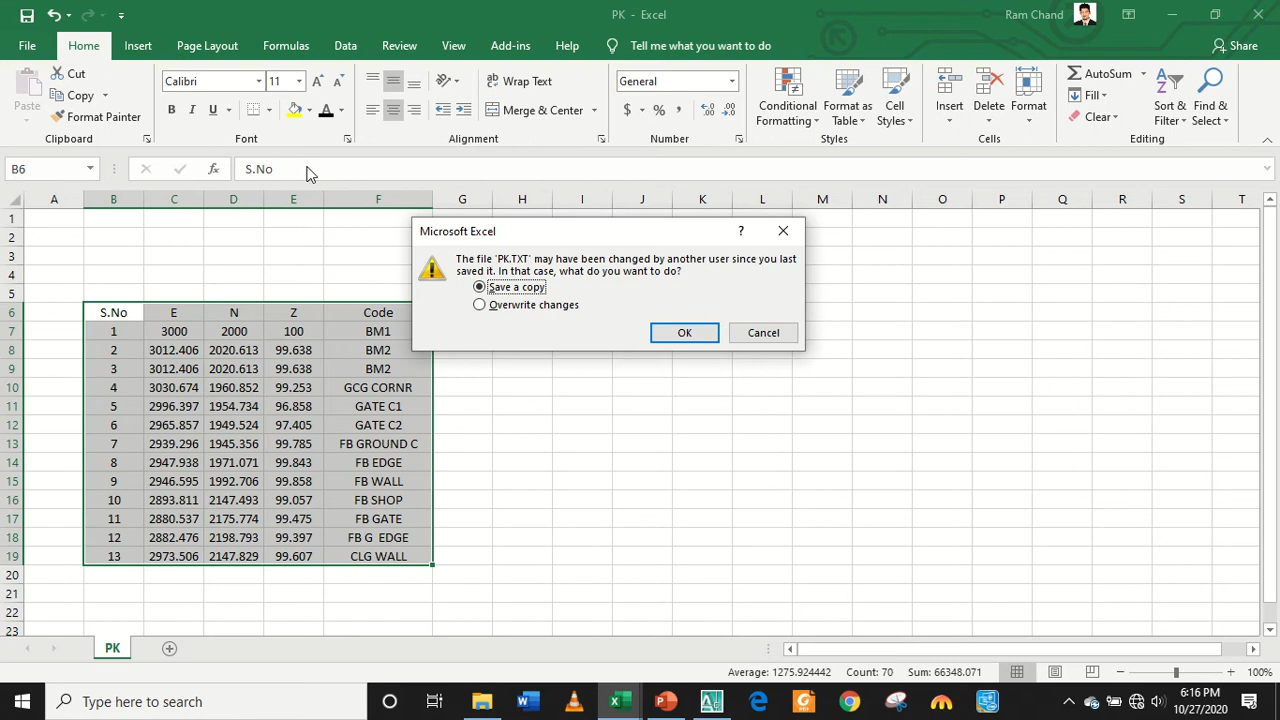 PK - Excel
Ram Chand
File Home Insert Page Layout Formulas Data Review View Add-ins Help Tell me what you want to do Share
Paste
Cut
Copy
Format Painter
Clipboard
Calibri 11
B I U
Font
Wrap Text
Merge & Center
Alignment
General
$ % ,
Number
Conditional Formatting
Format as Table
Cell Styles
Styles
Insert Delete Format
Cells
AutoSum
Fill
Clear
Sort & Filter
Find & Select
Editing
B6 fx S.No
A B C D E F G H I J K L M N O P Q R S T
1
2
3
4
5
6 S.No E N Z Code
7 1 3000 2000 100 BM1
8 2 3012.406 2020.613 99.638 BM2
9 3 3012.406 2020.613 99.638 BM2
10 4 3030.674 1960.852 99.253 GCG CORNR
11 5 2996.397 1954.734 96.858 GATE C1
12 6 2965.857 1949.524 97.405 GATE C2
13 7 2939.296 1945.356 99.785 FB GROUND C
14 8 2947.938 1971.071 99.843 FB EDGE
15 9 2946.595 1992.706 99.858 FB WALL
16 10 2893.811 2147.493 99.057 FB SHOP
17 11 2880.537 2175.774 99.475 FB GATE
18 12 2882.476 2198.793 99.397 FB G  EDGE
19 13 2973.506 2147.829 99.607 CLG WALL
20
21
22
23
Microsoft Excel ?
The file 'PK.TXT' may have been changed by another user since you last
saved it. In that case, what do you want to do?
Save a copy
Overwrite changes
OK Cancel
PK
Average: 1275.924442 Count: 70 Sum: 66348.071 100%
Type here to search
6:16 PM
10/27/2020